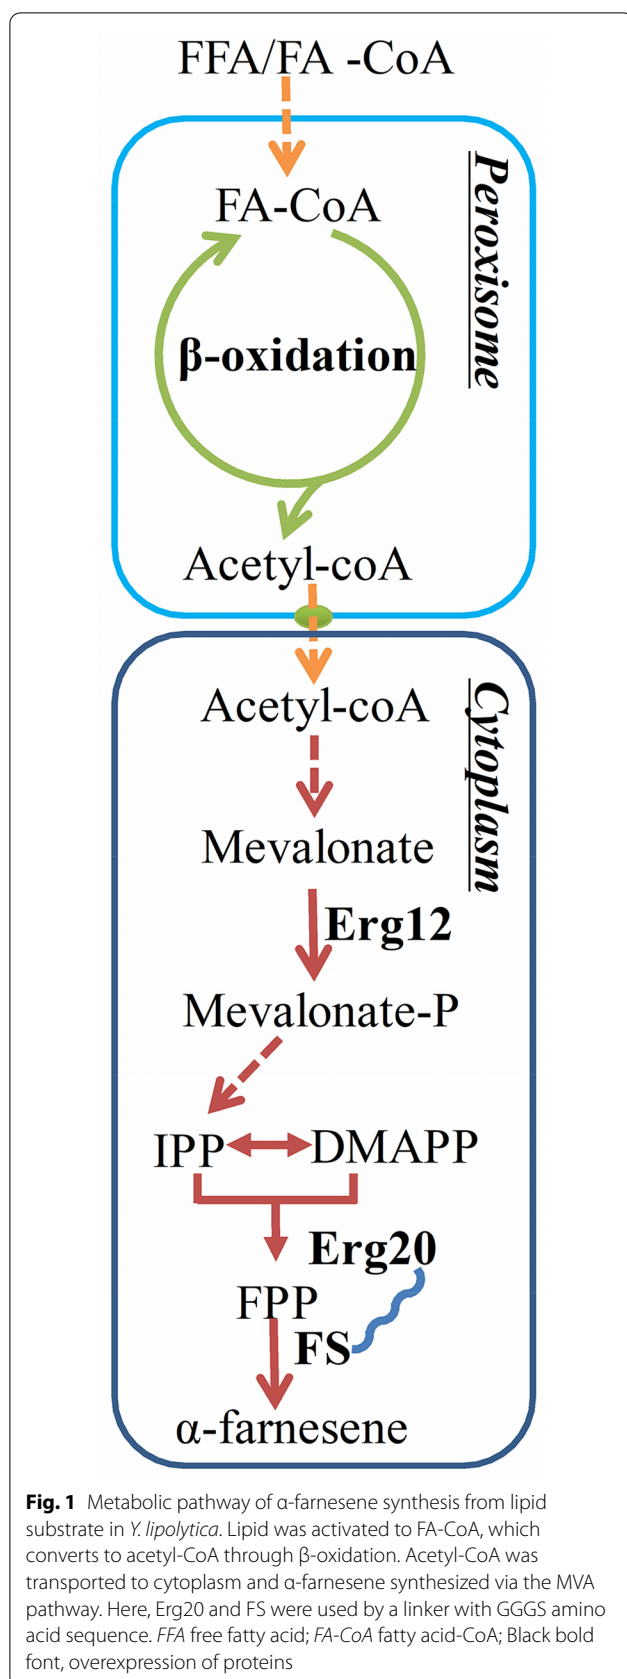 FFA/FA -CoA
Peroxisome
FA-CoA
β-oxidation
Acetyl-coA
Cytoplasm
Acetyl-coA
Mevalonate
Erg12
Mevalonate-P
IPP DMAPP
Erg20
FPP
FS
α-farnesene
Fig. 1 Metabolic pathway of α-farnesene synthesis from lipid
substrate in Y. lipolytica. Lipid was activated to FA-CoA, which
converts to acetyl-CoA through β-oxidation. Acetyl-CoA was
transported to cytoplasm and α-farnesene synthesized via the MVA
pathway. Here, Erg20 and FS were used by a linker with GGGS amino
acid sequence. FFA free fatty acid; FA-CoA fatty acid-CoA; Black bold
font, overexpression of proteins